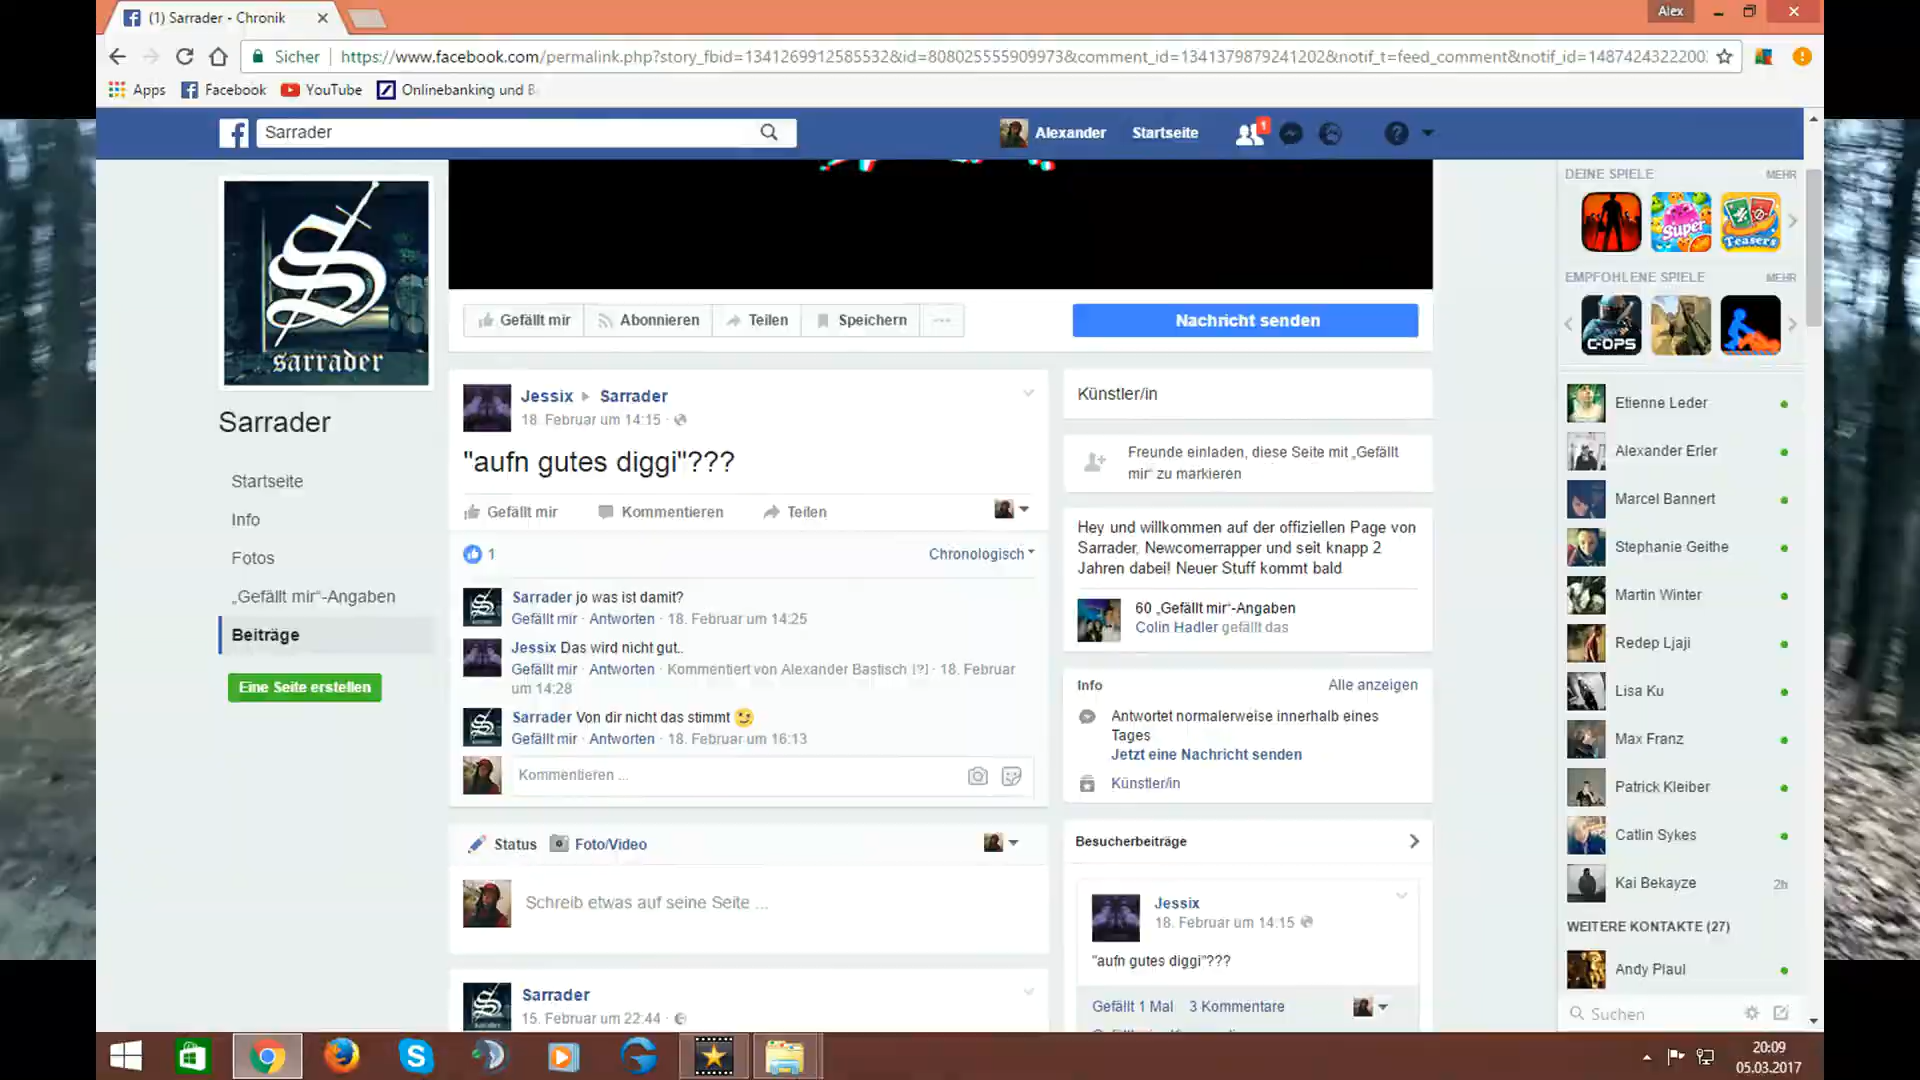 (1) Sarrader - Chronik
Alex
Sicher
https://www.facebook.com/permalink.php?story_fbid=1341269912585532&id=808025555909973&comment_id=1341379879241202&notif_t=feed_comment&notif_id=1487424322200
Apps
Facebook
YouTube
Onlinebanking und B
Sarrader
Alexander
Startseite
1
sarrader
Sarrader
Startseite
Info
Fotos
„Gefällt mir“-Angaben
Beiträge
Eine Seite erstellen
Gefällt mir
Abonnieren
Teilen
Speichern
Nachricht senden
Jessix Sarrader
18. Februar um 14:15
"aufn gutes diggi"???
Gefällt mir Kommentieren Teilen
1
Chronologisch
Sarrader jo was ist damit?
Gefällt mir · Antworten · 18. Februar um 14:25
Jessix Das wird nicht gut..
Gefällt mir · Antworten · Kommentiert von Alexander Bastisch [?] · 18. Februar
um 14:28
Sarrader Von dir nicht das stimmt
Gefällt mir · Antworten · 18. Februar um 16:13
Kommentieren ...
Status Foto/Video
Schreib etwas auf seine Seite ...
Sarrader
15. Februar um 22:44
Künstler/in
Freunde einladen, diese Seite mit „Gefällt
mir“ zu markieren
Hey und willkommen auf der offiziellen Page von
Sarrader, Newcomerrapper und seit knapp 2
Jahren dabei! Neuer Stuff kommt bald
60 „Gefällt mir“-Angaben
Colin Hadler gefällt das
Info
Alle anzeigen
Antwortet normalerweise innerhalb eines
Tages
Jetzt eine Nachricht senden
Künstler/in
Besucherbeiträge
Jessix
18. Februar um 14:15
"aufn gutes diggi"???
Gefällt 1 Mal 3 Kommentare
DEINE SPIELE
MEHR
Super
Teasers
EMPFOHLENE SPIELE
MEHR
C-OPS
Etienne Leder
Alexander Erler
Marcel Bannert
Stephanie Geithe
Martin Winter
Redep Ljaji
Lisa Ku
Max Franz
Patrick Kleiber
Catlin Sykes
Kai Bekayze
2h
WEITERE KONTAKTE (27)
Andy Plaul
Suchen
20:09
05.03.2017